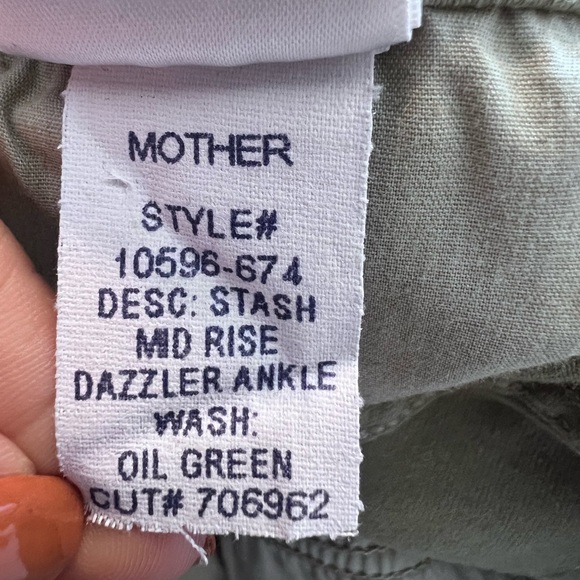 MOTHER
STYLE#
10596-674
DESC: STASH
MID RISE
DAZZLER ANKLE
WASH:
OIL GREEN
CUT# 706962